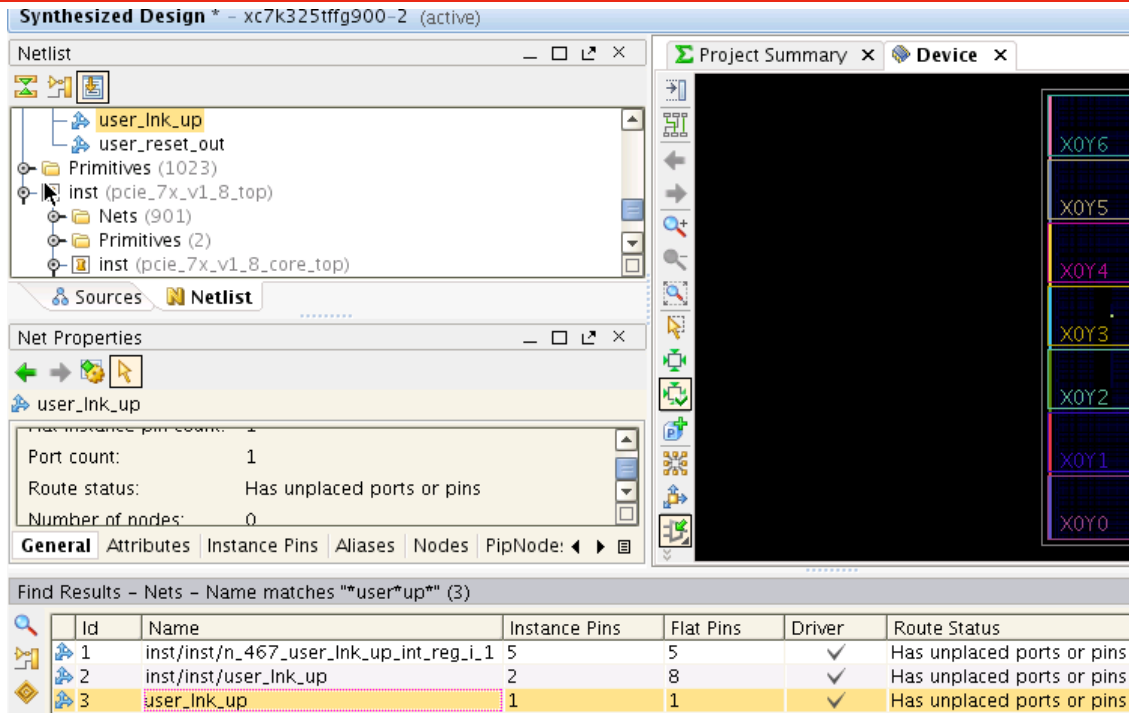 Synthesized Design * - xc7k325tffg900-2 (active)
Netlist
user_lnk_up
user_reset_out
Primitives (1023)
inst (pcie_7x_v1_8_top)
Nets (901)
Primitives (2)
inst (pcie_7x_v1_8_core_top)
Sources Netlist
Net Properties
user_lnk_up
Flat instance pin count: 1
Port count: 1
Route status: Has unplaced ports or pins
Number of nodes: 0
General Attributes Instance Pins Aliases Nodes PipNode:
Project Summary Device
X0Y6
X0Y5
X0Y4
X0Y3
X0Y2
X0Y1
X0Y0
Find Results - Nets - Name matches "*user*up*" (3)
Id Name Instance Pins Flat Pins Driver Route Status
1 inst/inst/n_467_user_lnk_up_int_reg_i_1 5 5 Has unplaced ports or pins
2 inst/inst/user_lnk_up 2 8 Has unplaced ports or pins
3 user_lnk_up 1 1 Has unplaced ports or pins